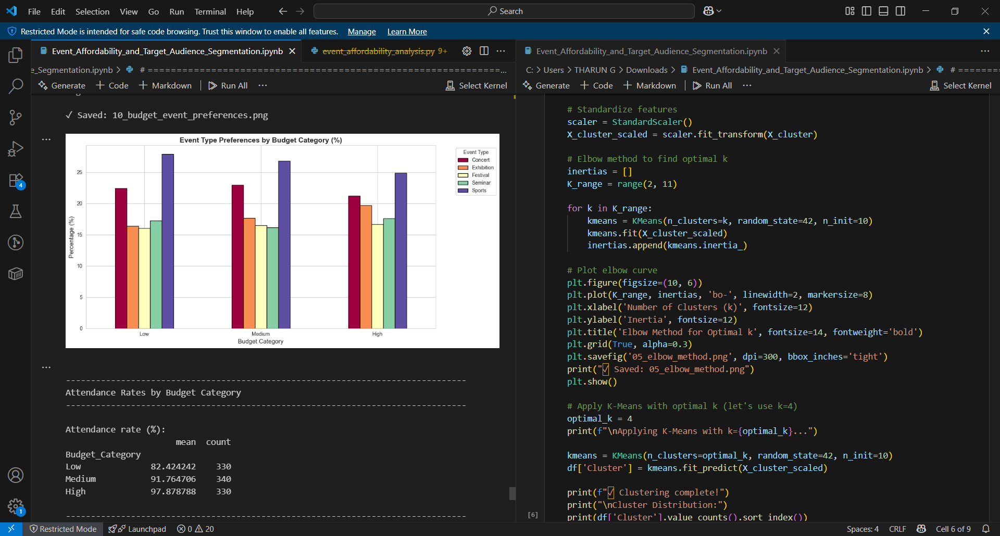 File Edit Selection View Go Run Terminal Help
Search
Restricted Mode is intended for safe code browsing. Trust this window to enable all features. Manage Learn More
Event_Affordability_and_Target_Audience_Segmentation.ipynb
event_affordability_analysis.py 9+
e_Segmentation.ipynb > # ==============================================================...
Generate + Code + Markdown Run All ... Select Kernel
✓ Saved: 10_budget_event_preferences.png
Event Type Preferences by Budget Category (%)
Event Type
Concert
Exhibition
Festival
Seminar
Sports
25
20
15
10
5
0
Percentage (%)
Low Medium High
Budget Category
--------------------------------------------------------------------------------
Attendance Rates by Budget Category
--------------------------------------------------------------------------------
Attendance rate (%):
mean count
Budget_Category
Low 82.424242 330
Medium 91.764706 340
High 97.878788 330
--------------------------------------------------------------------------------
Event_Affordability_and_Target_Audience_Segmentation.ipynb
C: > Users > THARUN G > Downloads > Event_Affordability_and_Target_Audience_Segmentation.ipynb > # ========
Generate + Code + Markdown Run All ... Select Kernel
# Standardize features
scaler = StandardScaler()
X_cluster_scaled = scaler.fit_transform(X_cluster)
# Elbow method to find optimal k
inertias = []
K_range = range(2, 11)
for k in K_range:
kmeans = KMeans(n_clusters=k, random_state=42, n_init=10)
kmeans.fit(X_cluster_scaled)
inertias.append(kmeans.inertia_)
# Plot elbow curve
plt.figure(figsize=(10, 6))
plt.plot(K_range, inertias, 'bo-', linewidth=2, markersize=8)
plt.xlabel('Number of Clusters (k)', fontsize=12)
plt.ylabel('Inertia', fontsize=12)
plt.title('Elbow Method for Optimal k', fontsize=14, fontweight='bold')
plt.grid(True, alpha=0.3)
plt.savefig('05_elbow_method.png', dpi=300, bbox_inches='tight')
print("✓ Saved: 05_elbow_method.png")
plt.show()
# Apply K-Means with optimal k (let's use k=4)
optimal_k = 4
print(f"\nApplying K-Means with k={optimal_k}...")
kmeans = KMeans(n_clusters=optimal_k, random_state=42, n_init=10)
df['Cluster'] = kmeans.fit_predict(X_cluster_scaled)
print(f"✓ Clustering complete!")
print("\nCluster Distribution:")
print(df['Cluster'].value_counts().sort_index())
[6]
4
1
Restricted Mode Launchpad 0 20 Spaces: 4 CRLF Cell 6 of 9